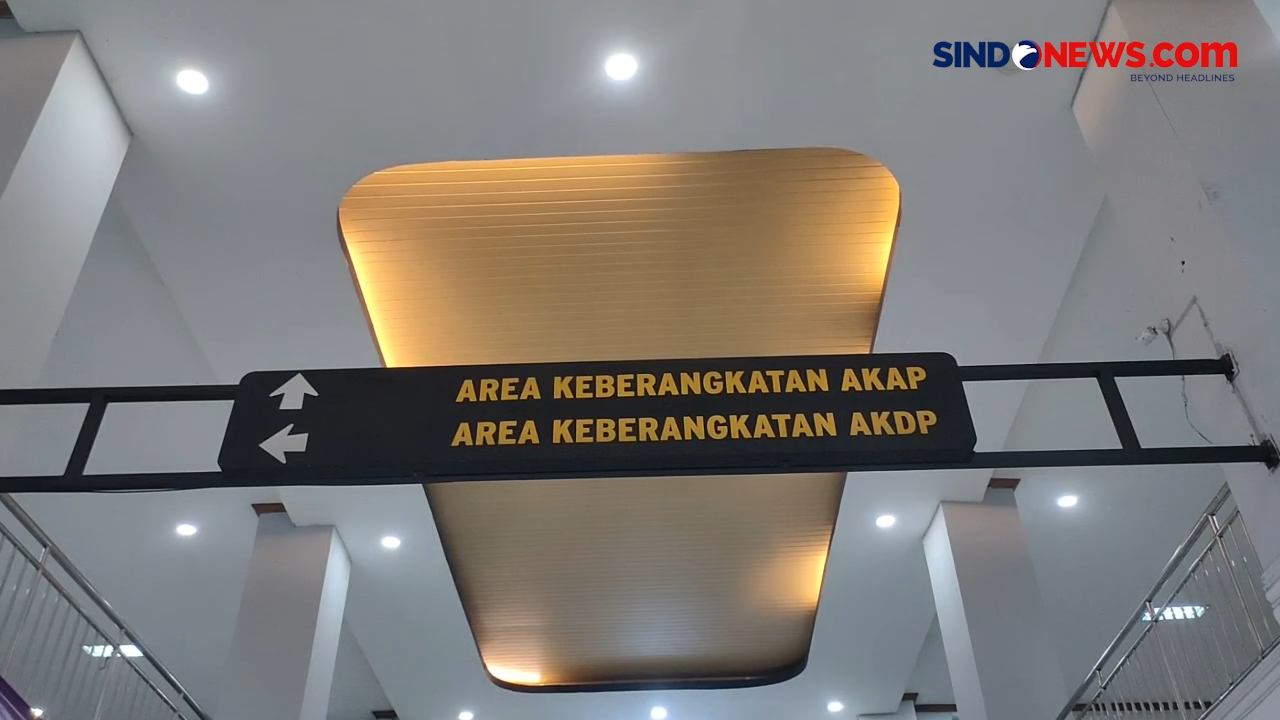 SINDONEWS.com
BEYOND HEADLINES
AREA KEBERANGKATAN AKAP
AREA KEBERANGKATAN AKDP